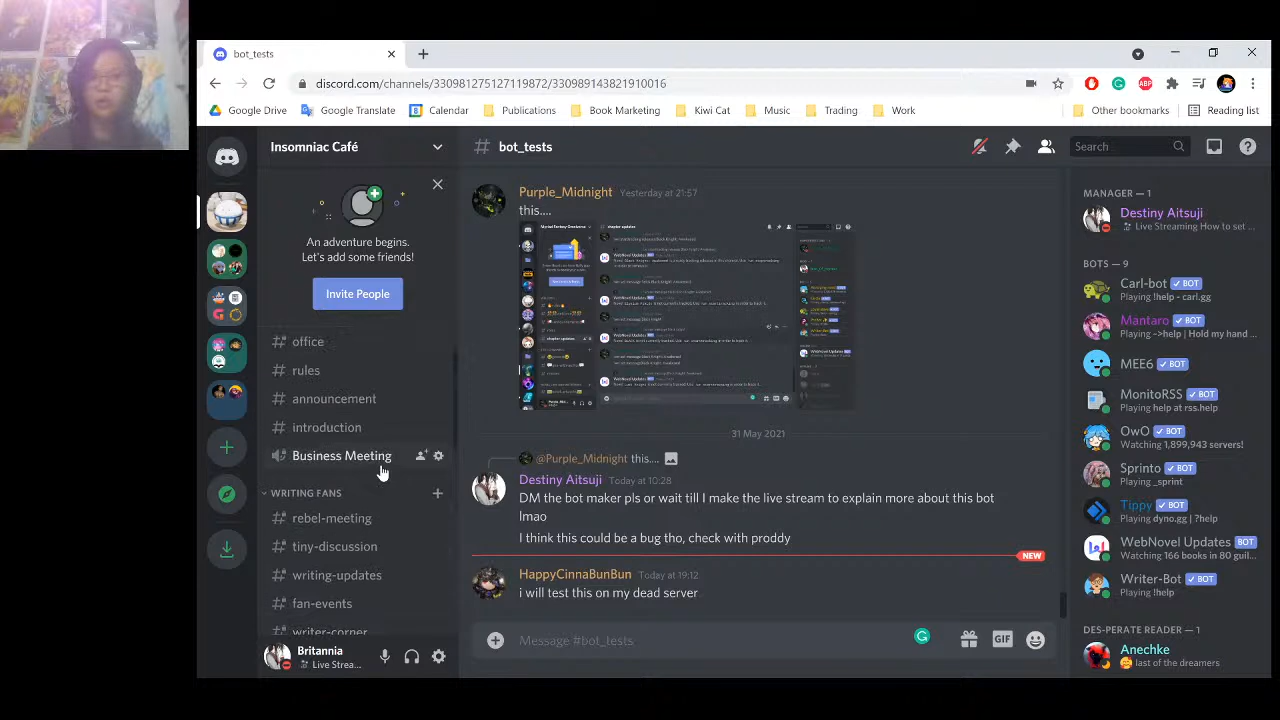 bot_tests
discord.com/channels/330981275127119872/330989143821910016
Google Drive
Google Translate
Calendar
Publications
Book Marketing
Kiwi Cat
Music
Trading
Work
Other bookmarks
Reading list
Insomniac Café
bot_tests
Search
An adventure begins.
Let's add some friends!
Invite People
office
rules
announcement
introduction
Business Meeting
WRITING FANS
rebel-meeting
tiny-discussion
writing-updates
fan-events
writer-corner
Britannia
Live Strea...
Purple_Midnight Yesterday at 21:57
this....
31 May 2021
@Purple_Midnight this....
Destiny Aitsuji Today at 10:28
DM the bot maker pls or wait till I make the live stream to explain more about this bot
lmao
I think this could be a bug tho, check with proddy
NEW
HappyCinnaBunBun Today at 19:12
i will test this on my dead server
Message #bot_tests
GIF
MANAGER — 1
Destiny Aitsuji
Live Streaming How to set ...
BOTS — 9
Carl-bot ✓ BOT
Playing !help - carl.gg
Mantaro ✓ BOT
Playing ~>help | Hold my hand ...
MEE6 ✓ BOT
MonitoRSS ✓ BOT
Playing help at rss.help
OwO ✓ BOT
Watching 1,899,943 servers!
Sprinto ✓ BOT
Playing _sprint
Tippy ✓ BOT
Playing dyno.gg | ?help
WebNovel Updates ✓ BOT
Watching 166 books in 80 guil...
Writer-Bot ✓ BOT
Playing !help
DES-PERATE READER — 1
Anechke
last of the dreamers